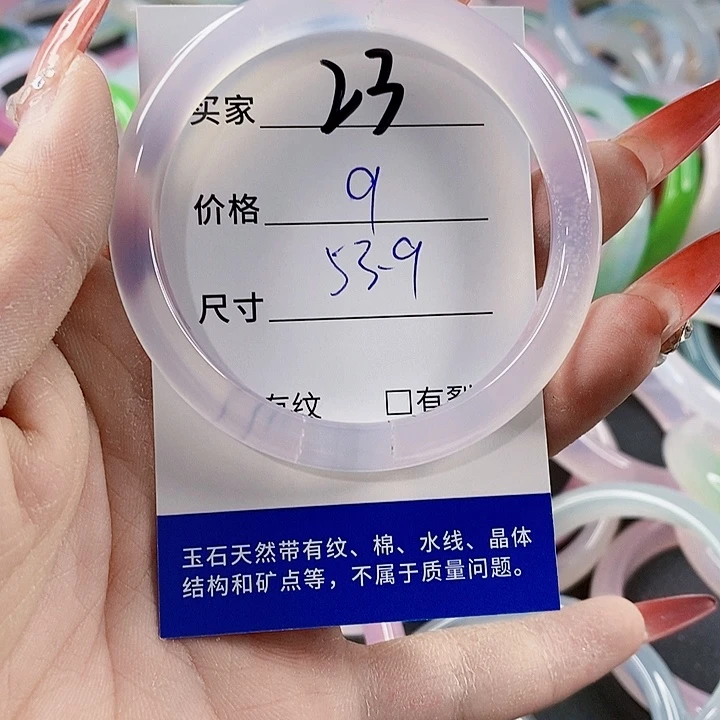 买家 23
价格 9
尺寸 53-9
有纹 □有裂
玉石天然带有纹、棉、水线、晶体
结构和矿点等，不属于质量问题。